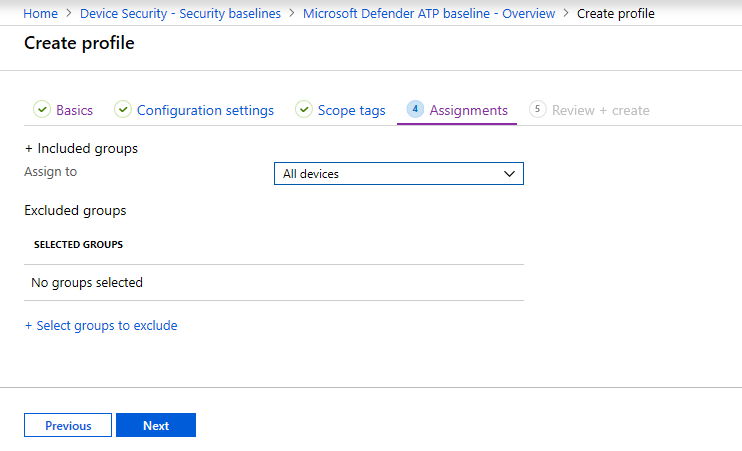 Home > Device Security - Security baselines > Microsoft Defender ATP baseline - Overview > Create profile
Create profile
Basics Configuration settings Scope tags 4 Assignments 5 Review + create
+ Included groups
Assign to All devices
Excluded groups
SELECTED GROUPS
No groups selected
+ Select groups to exclude
Previous Next